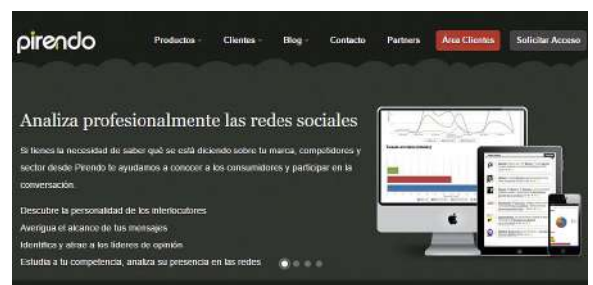 pirendo
Productos
Clientes
Blog
Contacto
Partners
Área Clientes
Solicitar Acceso
Analiza profesionalmente las redes sociales
Si tienes la necesidad de saber qué se está diciendo sobre tu marca, competidores y
sector desde Pirendo te ayudamos a conocer a los consumidores y participar en la
conversación.
Descubre la personalidad de los interlocutores
Averigua el alcance de tus mensajes
Identifica y atrae a los líderes de opinión
Estudia a tu competencia, analiza su presencia en las redes